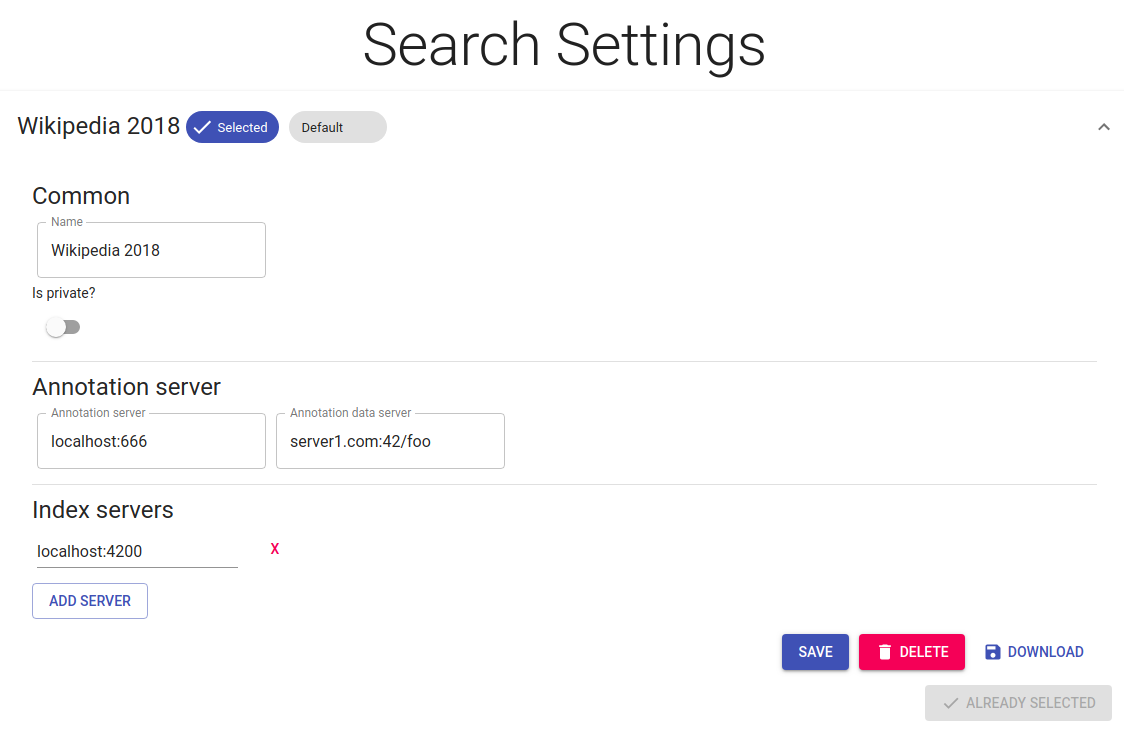 Search Settings
Wikipedia 2018 Selected Default
Common
Name
Wikipedia 2018
Is private?
Annotation server
Annotation server Annotation data server
localhost:666 server1.com:42/foo
Index servers
localhost:4200 X
ADD SERVER
SAVE DELETE DOWNLOAD
ALREADY SELECTED